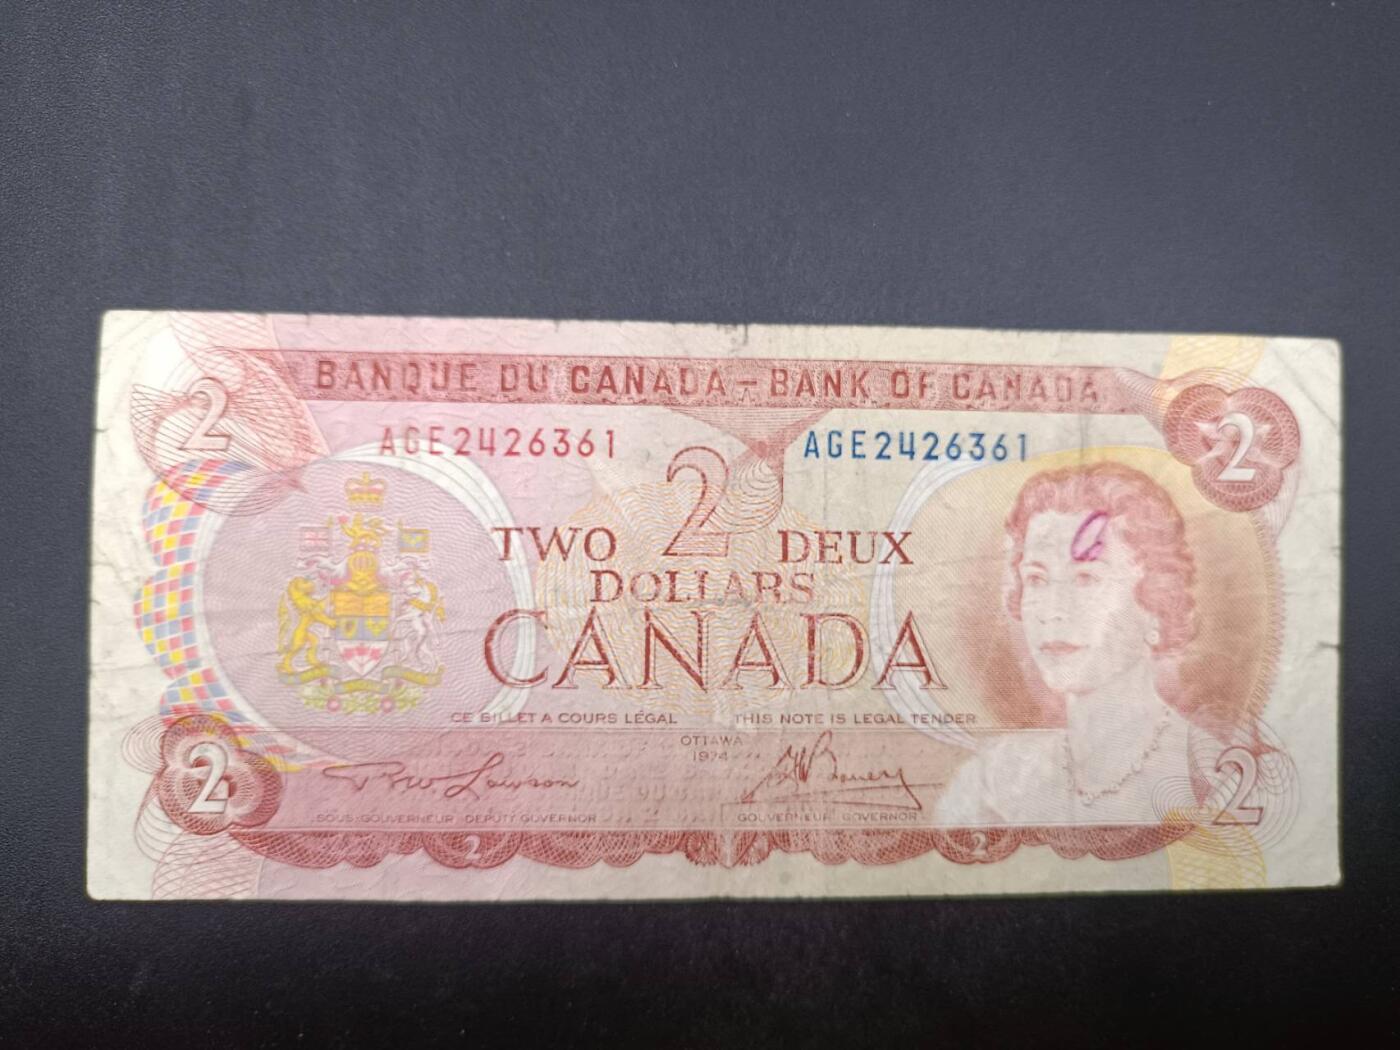 BANQUE DU CANADA – BANK OF CANADA
2
2
AGE2426361
AGE2426361
2
TWO
DEUX
DOLLARS
CANADA
CE BILLET A COURS LÉGAL
THIS NOTE IS LEGAL TENDER
OTTAWA
1974
2
2
SOUS-GOUVERNEUR DEPUTY GOVERNOR
GOUVERNEUR GOVERNOR
2
2